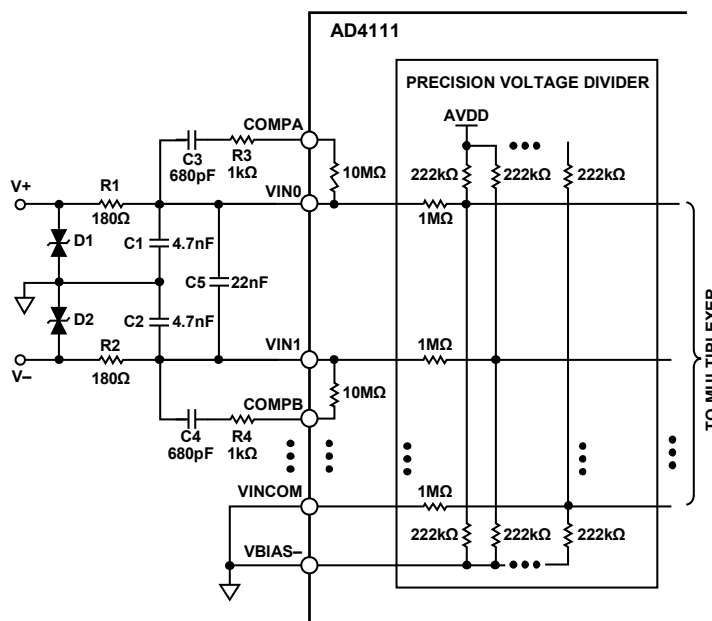 AD4111
PRECISION VOLTAGE DIVIDER
AVDD
COMPA
C3
680pF
R3
1kΩ
10MΩ
222kΩ
222kΩ
222kΩ
V+
R1
180Ω
VIN0
1MΩ
D1
C1
4.7nF
C5
22nF
D2
C2
4.7nF
R2
180Ω
V–
VIN1
1MΩ
10MΩ
COMPB
C4
680pF
R4
1kΩ
TO MULTIPLEXER
VINCOM
1MΩ
222kΩ
222kΩ
222kΩ
VBIAS–